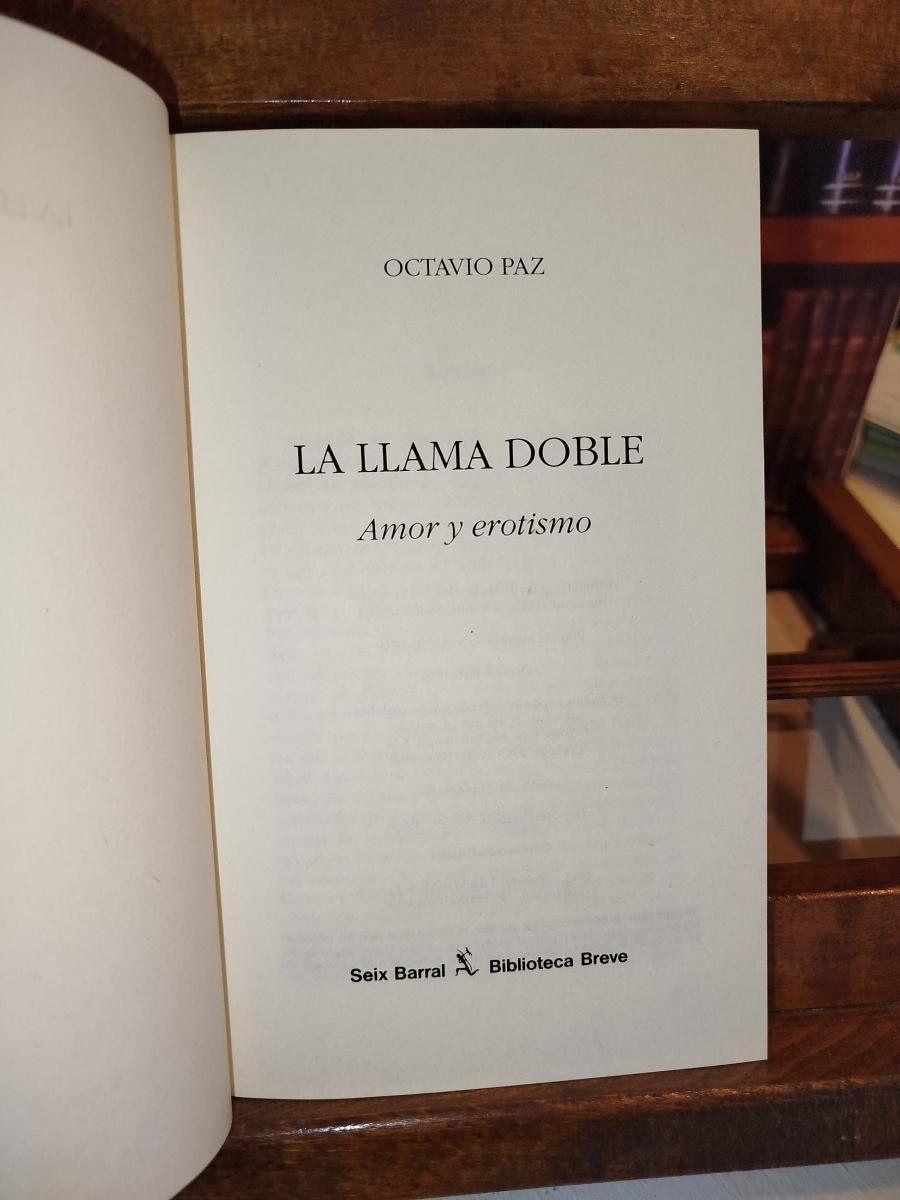 OCTAVIO PAZ
LA LLAMA DOBLE
Amor y erotismo
Seix Barral Biblioteca Breve